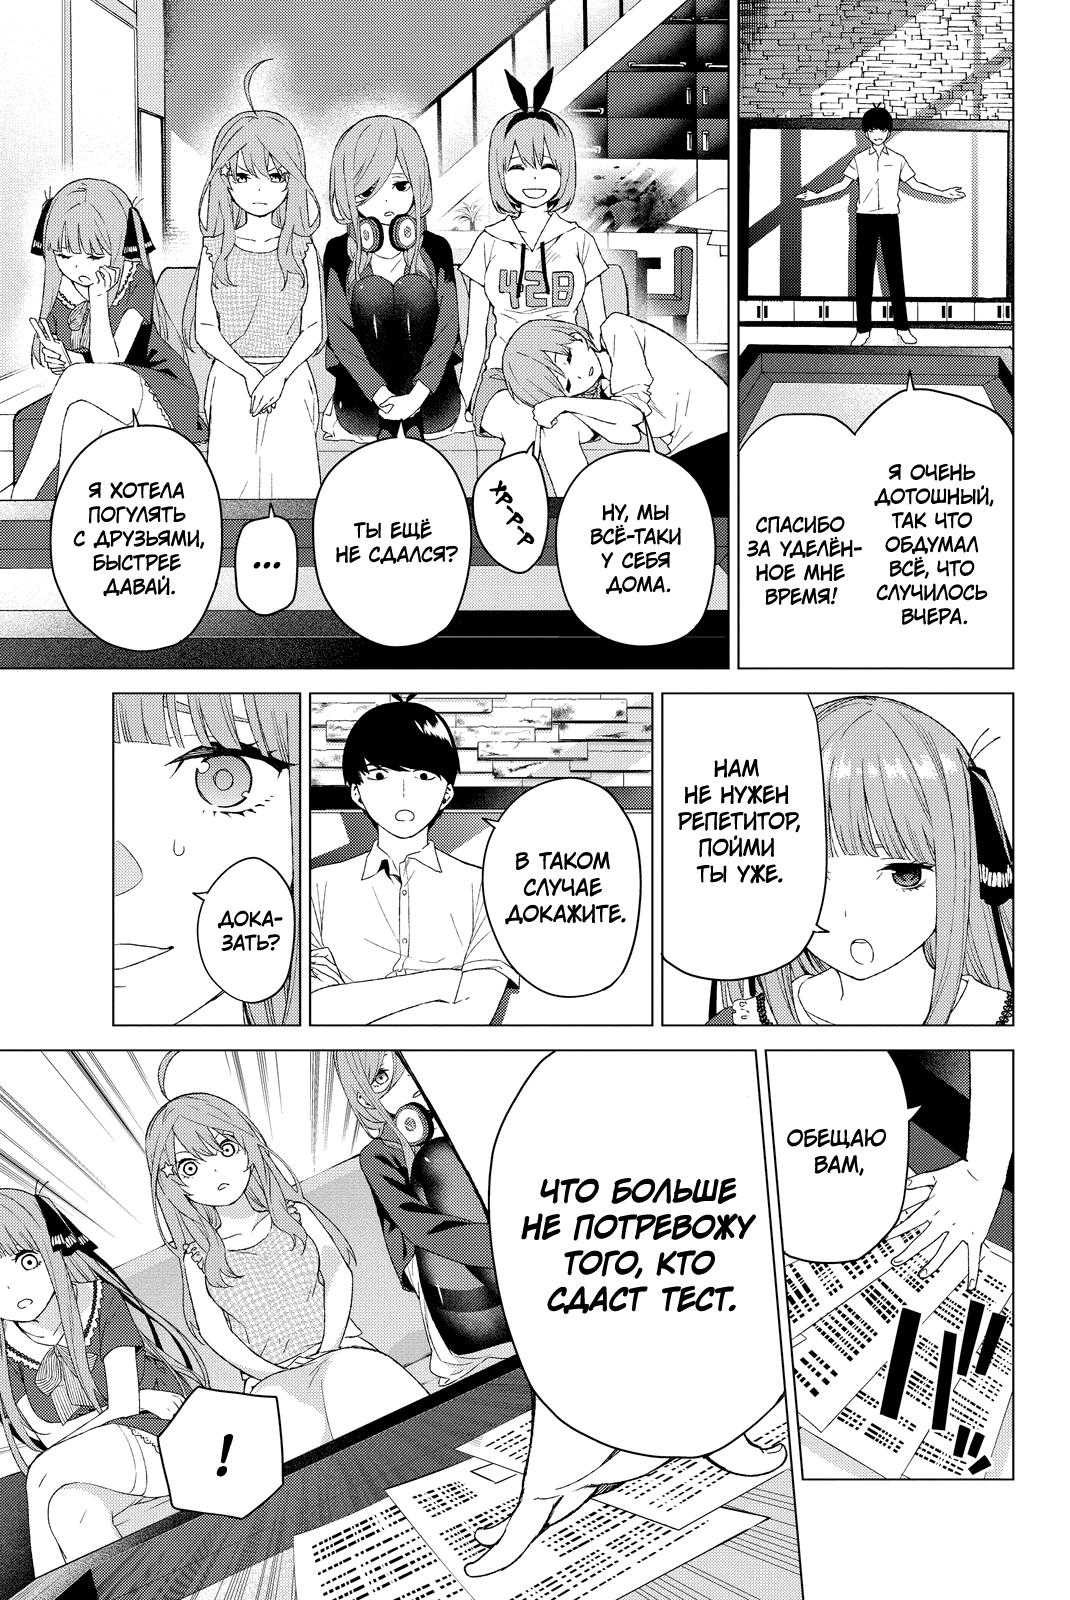 Я ОЧЕНЬ
ДОТОШНЫЙ,
ТАК ЧТО
ОБДУМАЛ
ВСЁ, ЧТО
СЛУЧИЛОСЬ
ВЧЕРА.
СПАСИБО
ЗА УДЕЛЁН-
НОЕ МНЕ
ВРЕМЯ!
428
НУ, МЫ
ВСЁ-ТАКИ
У СЕБЯ
ДОМА.
ХР-Р-Р
ТЫ ЕЩЁ
НЕ СДАЛСЯ?
...
Я ХОТЕЛА
ПОГУЛЯТЬ
С ДРУЗЬЯМИ,
БЫСТРЕЕ
ДАВАЙ.
НАМ
НЕ НУЖЕН
РЕПЕТИТОР,
ПОЙМИ
ТЫ УЖЕ.
В ТАКОМ
СЛУЧАЕ
ДОКАЖИТЕ.
ДОКА-
ЗАТЬ?
ОБЕЩАЮ
ВАМ,
ЧТО БОЛЬШЕ
НЕ ПОТРЕВОЖУ
ТОГО, КТО
СДАСТ ТЕСТ.
!